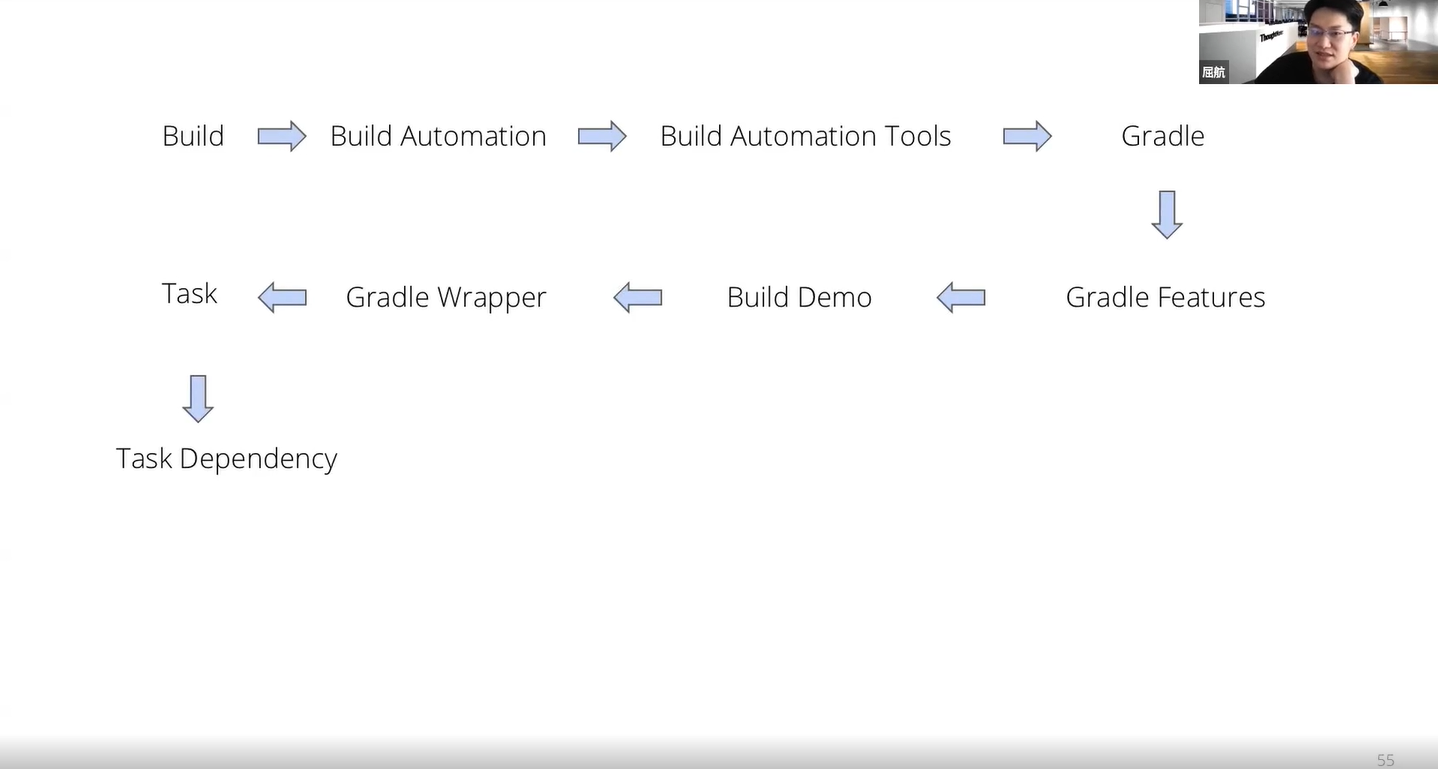 屈航
Build
Build Automation
Build Automation Tools
Gradle
Task
Gradle Wrapper
Build Demo
Gradle Features
Task Dependency
55